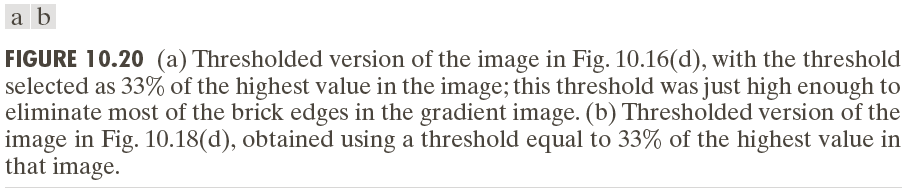 a b
FIGURE 10.20 (a) Thresholded version of the image in Fig. 10.16(d), with the threshold
selected as 33% of the highest value in the image; this threshold was just high enough to
eliminate most of the brick edges in the gradient image. (b) Thresholded version of the
image in Fig. 10.18(d), obtained using a threshold equal to 33% of the highest value in
that image.